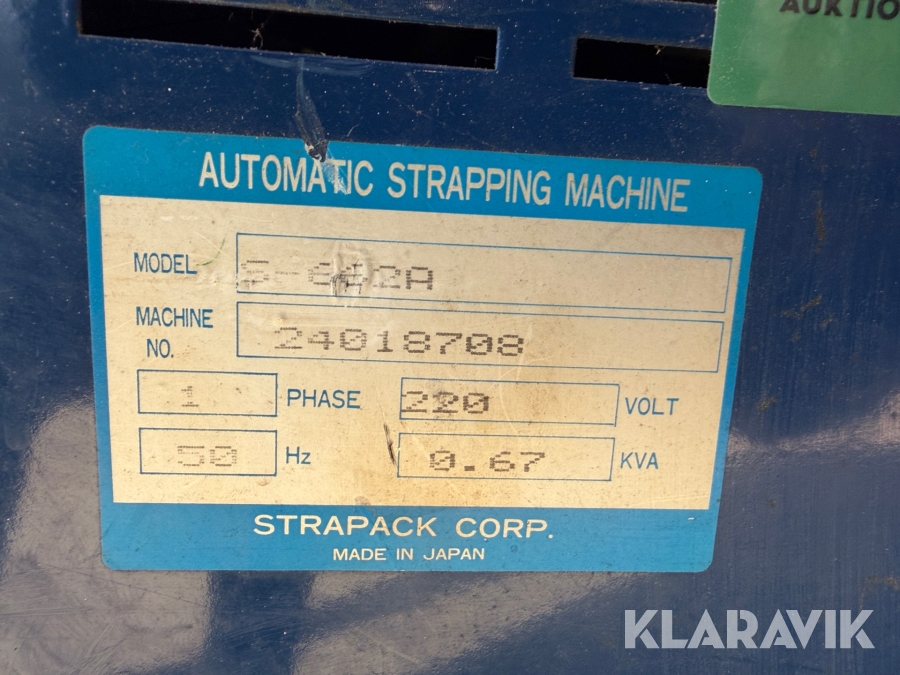 AUKTIO
AUTOMATIC STRAPPING MACHINE
MODEL S-662A
MACHINE NO. 24018708
1 PHASE 220 VOLT
50 Hz 0.67 KVA
STRAPACK CORP.
MADE IN JAPAN
KLARAVIK